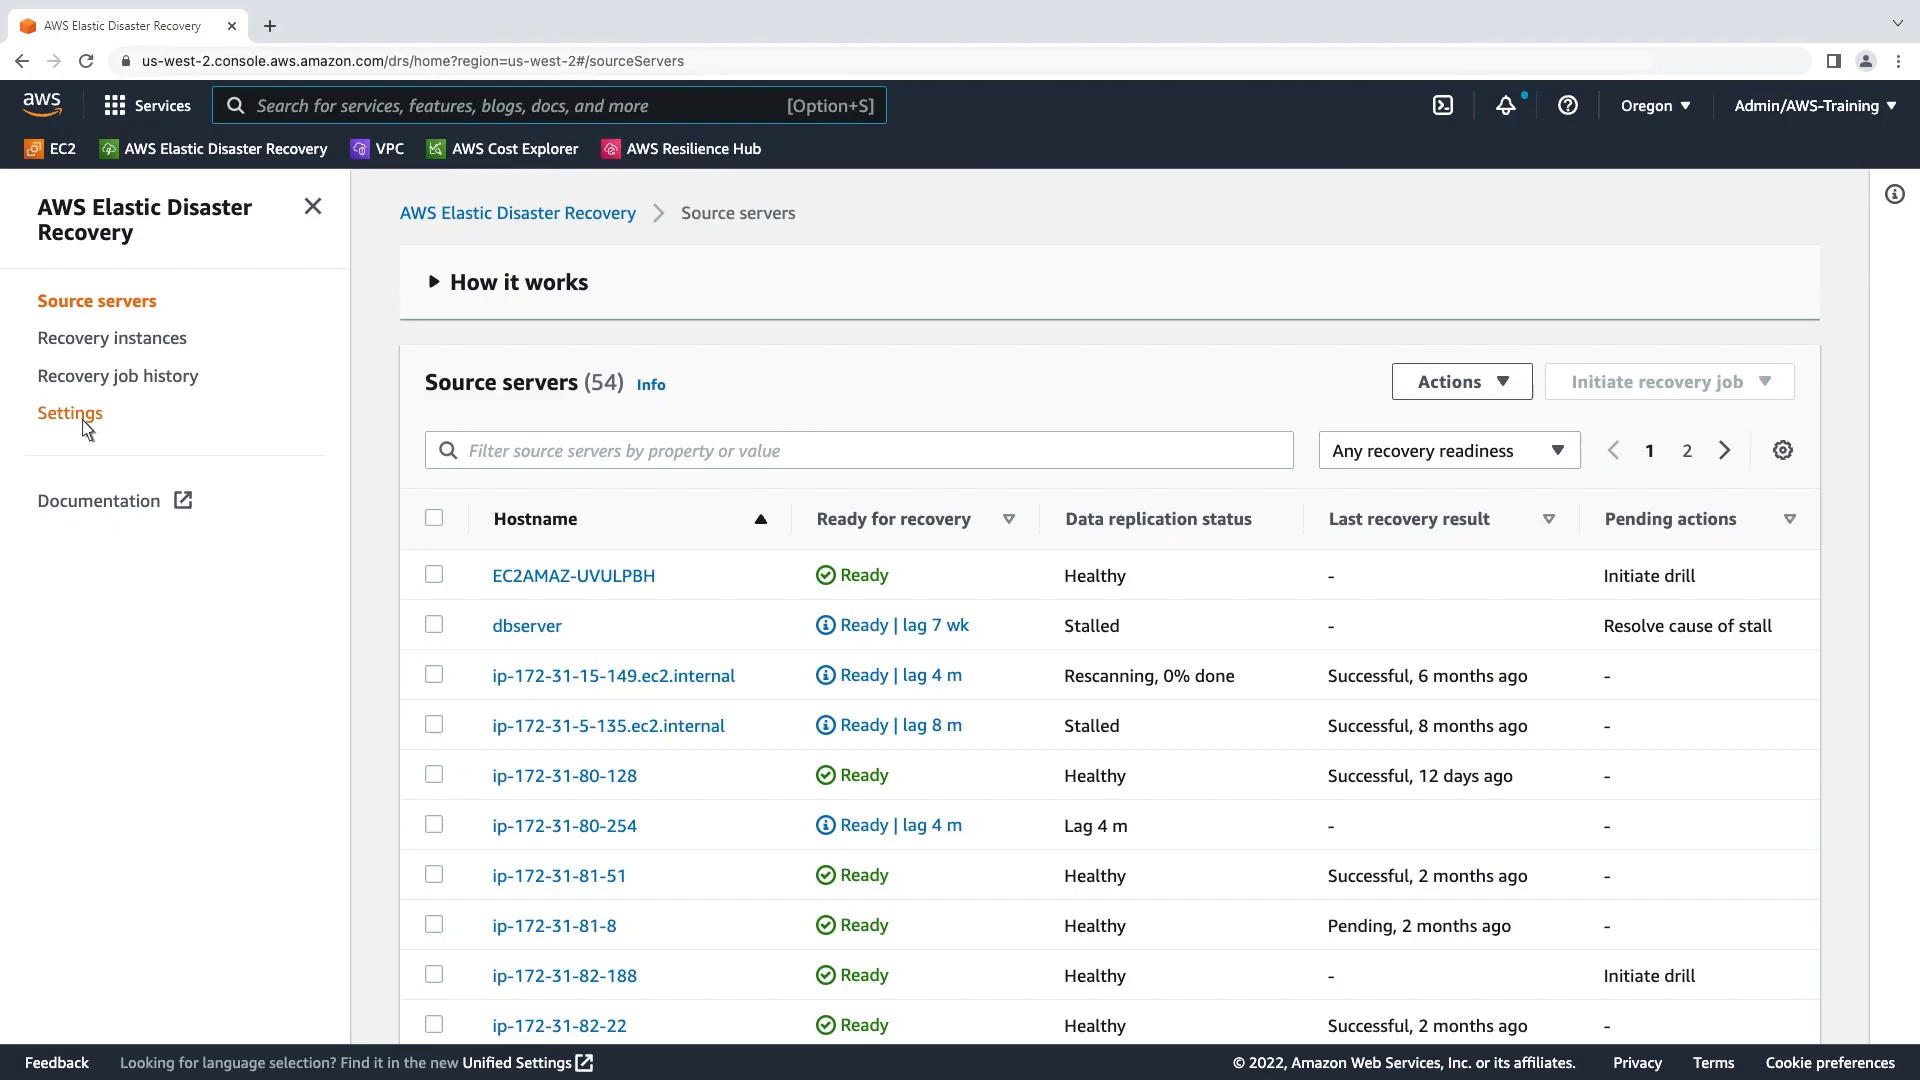 AWS Elastic Disaster Recovery
us-west-2.console.aws.amazon.com/drs/home?region=us-west-2#/sourceServers
aws
Services
Search for services, features, blogs, docs, and more
[Option+S]
Oregon
Admin/AWS-Training
EC2
AWS Elastic Disaster Recovery
VPC
AWS Cost Explorer
AWS Resilience Hub
AWS Elastic Disaster
Recovery
Source servers
Recovery instances
Recovery job history
Settings
Documentation
AWS Elastic Disaster Recovery
Source servers
How it works
Source servers (54) Info
Actions
Initiate recovery job
Filter source servers by property or value
Any recovery readiness
1
2
Hostname Ready for recovery Data replication status Last recovery result Pending actions
EC2AMAZ-UVULPBH Ready Healthy - Initiate drill
dbserver Ready | lag 7 wk Stalled - Resolve cause of stall
ip-172-31-15-149.ec2.internal Ready | lag 4 m Rescanning, 0% done Successful, 6 months ago -
ip-172-31-5-135.ec2.internal Ready | lag 8 m Stalled Successful, 8 months ago -
ip-172-31-80-128 Ready Healthy Successful, 12 days ago -
ip-172-31-80-254 Ready | lag 4 m Lag 4 m - -
ip-172-31-81-51 Ready Healthy Successful, 2 months ago -
ip-172-31-81-8 Ready Healthy Pending, 2 months ago -
ip-172-31-82-188 Ready Healthy - Initiate drill
ip-172-31-82-22 Ready Healthy Successful, 2 months ago -
Feedback
Looking for language selection? Find it in the new Unified Settings
© 2022, Amazon Web Services, Inc. or its affiliates.
Privacy
Terms
Cookie preferences